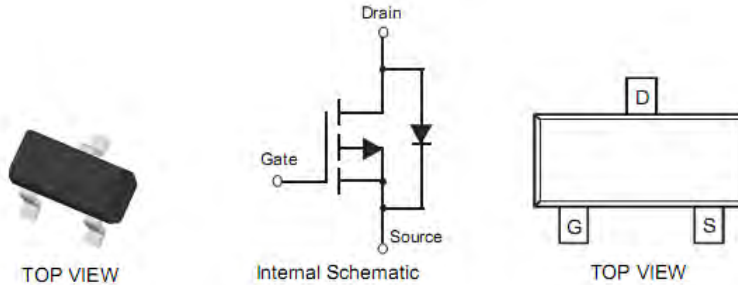 Drain
Gate
Source
D
G
S
TOP VIEW
Internal Schematic
TOP VIEW